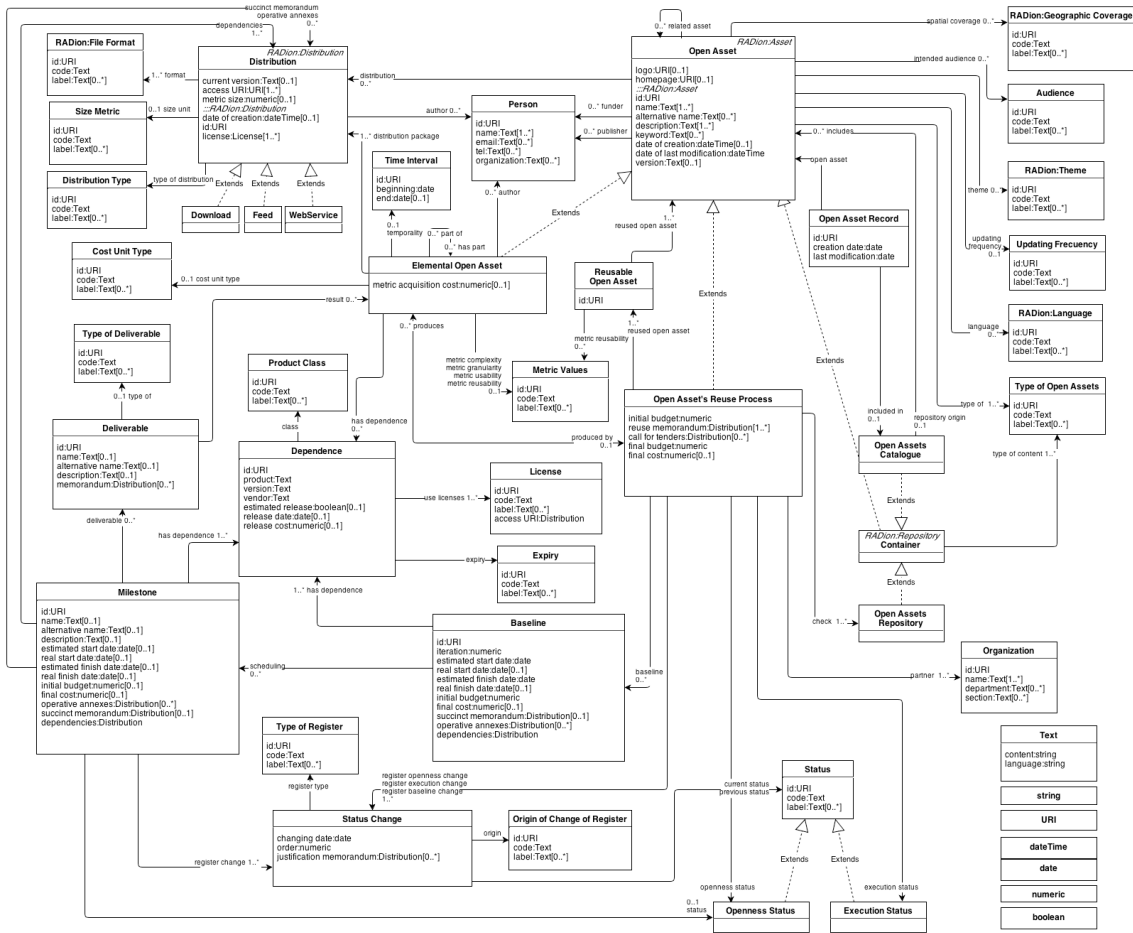 succinct memorandum
operative annexes
dependencies 0..*
1..*
RADion:File Format
id:URI
code:Text
label:Text[0..*]
1..* format
Size Metric
id:URI
code:Text
label:Text[0..*]
0..1 size unit
Distribution Type
id:URI
code:Text
label:Text[0..*]
type of distribution
RADion:Distribution
Distribution
current version:Text[0..1]
access URI:URI[1..*]
metric size:numeric[0..1]
:::RADion:Distribution
date of creation:dateTime[0..1]
id:URI
license:License[1..*]
Extends
Extends
Extends
Download
Feed
WebService
distribution
0..*
author 0..*
1..* distribution package
Person
id:URI
name:Text[1..*]
email:Text[0..*]
tel:Text[0..*]
organization:Text[0..*]
0..* funder
0..* publisher
0..* author
0..* related asset
RADion:Asset
Open Asset
logo:URI[0..1]
homepage:URI[0..1]
:::RADion:Asset
id:URI
name:Text[1..*]
alternative name:Text[0..*]
description:Text[1..*]
keyword:Text[0..*]
date of creation:dateTime[0..1]
date of last modification:dateTime
version:Text[0..1]
spatial coverage 0..*
RADion:Geographic Coverage
id:URI
code:Text
label:Text[0..*]
intended audience 0..*
Audience
id:URI
code:Text
label:Text[0..*]
0..* includes
open asset
RADion:Theme
id:URI
code:Text
label:Text[0..*]
theme 0..*
Time Interval
id:URI
beginning:date
end:date[0..1]
0..1
temporality
0..* part of
0..* has part
Extends
1..*
reused open asset
Open Asset Record
id:URI
creation date:date
last modification:date
updating
frequency
0..1
Updating Frecuency
id:URI
code:Text
label:Text[0..*]
Cost Unit Type
id:URI
code:Text
label:Text[0..*]
0..1 cost unit type
Elemental Open Asset
metric acquisition cost:numeric[0..1]
result 0..*
Reusable
Open Asset
id:URI
Extends
RADion:Language
id:URI
code:Text
label:Text[0..*]
language
0..*
Type of Deliverable
id:URI
code:Text
label:Text[0..*]
0..1 type of
0..* produces
1..*
reused open asset
metric reusability
0..*
Extends
Product Class
id:URI
code:Text
label:Text[0..*]
class
metric complexity
metric granularity
metric usability
metric reusability
0..1
Metric Values
id:URI
code:Text
label:Text[0..*]
Type of Open Assets
id:URI
code:Text
label:Text[0..*]
type of 1..*
Open Asset's Reuse Process
initial budget:numeric
reuse memorandum:Distribution[1..*]
call for tenders:Distribution[0..*]
final budget:numeric
final cost:numeric[0..1]
included in
0..1
repository origin
0..1
has dependence
0..*
produced by
0..1
Deliverable
id:URI
name:Text[0..1]
alternative name:Text[0..1]
description:Text[0..1]
memorandum:Distribution[0..*]
Dependence
id:URI
product:Text
version:Text
vendor:Text
estimated release:boolean[0..1]
release date:date[0..1]
release cost:numeric[0..1]
Open Assets
Catalogue
type of content 1..*
License
id:URI
code:Text
label:Text[0..*]
access URI:Distribution
use licenses 1..*
Extends
deliverable 0..*
has dependence 1..*
RADion:Repository
Container
expiry
Expiry
id:URI
code:Text
label:Text[0..*]
Extends
1..* has dependence
Milestone
id:URI
name:Text[0..1]
alternative name:Text[0..1]
description:Text[0..1]
estimated start date:date[0..1]
real start date:date[0..1]
estimated finish date:date[0..1]
real finish date:date[0..1]
initial budget:numeric[0..1]
final cost:numeric[0..1]
operative annexes:Distribution[0..*]
succinct memorandum:Distribution[0..1]
dependencies:Distribution
scheduling
0..*
Baseline
id:URI
iteration:numeric
estimated start date:date
real start date:date[0..1]
estimated finish date:date
real finish date:date[0..1]
initial budget:numeric
final cost:numeric[0..1]
succinct memorandum:Distribution[0..1]
operative annexes:Distribution[0..*]
dependencies:Distribution
baseline
0..*
check 1..*
Open Assets
Repository
Organization
id:URI
name:Text[1..*]
department:Text[0..*]
section:Text[0..*]
partner 1..*
Type of Register
id:URI
code:Text
label:Text[0..*]
register type
register openness change
register execution change
register baseline change
1..*
current status
previous status
Status
id:URI
code:Text
label:Text[0..*]
Text
content:string
language:string
string
URI
dateTime
date
numeric
boolean
Status Change
changing date:date
order:numeric
justification memorandum:Distribution[0..*]
origin
Origin of Change of Register
id:URI
code:Text
label:Text[0..*]
register change 1..*
Extends
Extends
openness status
execution status
0..1
status
Openness Status
Execution Status